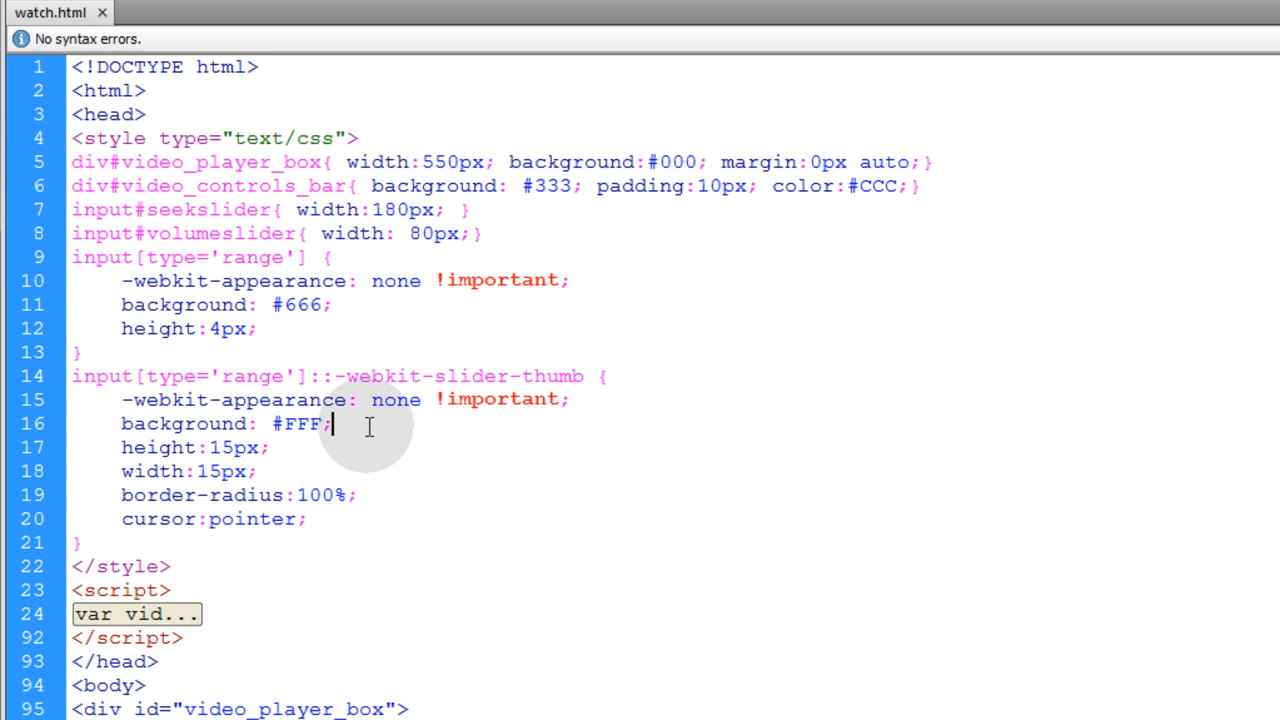 watch.html ×
No syntax errors.
1 <!DOCTYPE html>
2 <html>
3 <head>
4 <style type="text/css">
5 div#video_player_box{ width:550px; background:#000; margin:0px auto;}
6 div#video_controls_bar{ background: #333; padding:10px; color:#CCC;}
7 input#seekslider{ width:180px; }
8 input#volumeslider{ width: 80px;}
9 input[type='range'] {
10     -webkit-appearance: none !important;
11     background: #666;
12     height:4px;
13 }
14 input[type='range']::-webkit-slider-thumb {
15     -webkit-appearance: none !important;
16     background: #FFF;
17     height:15px;
18     width:15px;
19     border-radius:100%;
20     cursor:pointer;
21 }
22 </style>
23 <script>
24 var vid...
92 </script>
93 </head>
94 <body>
95 <div id="video_player_box">